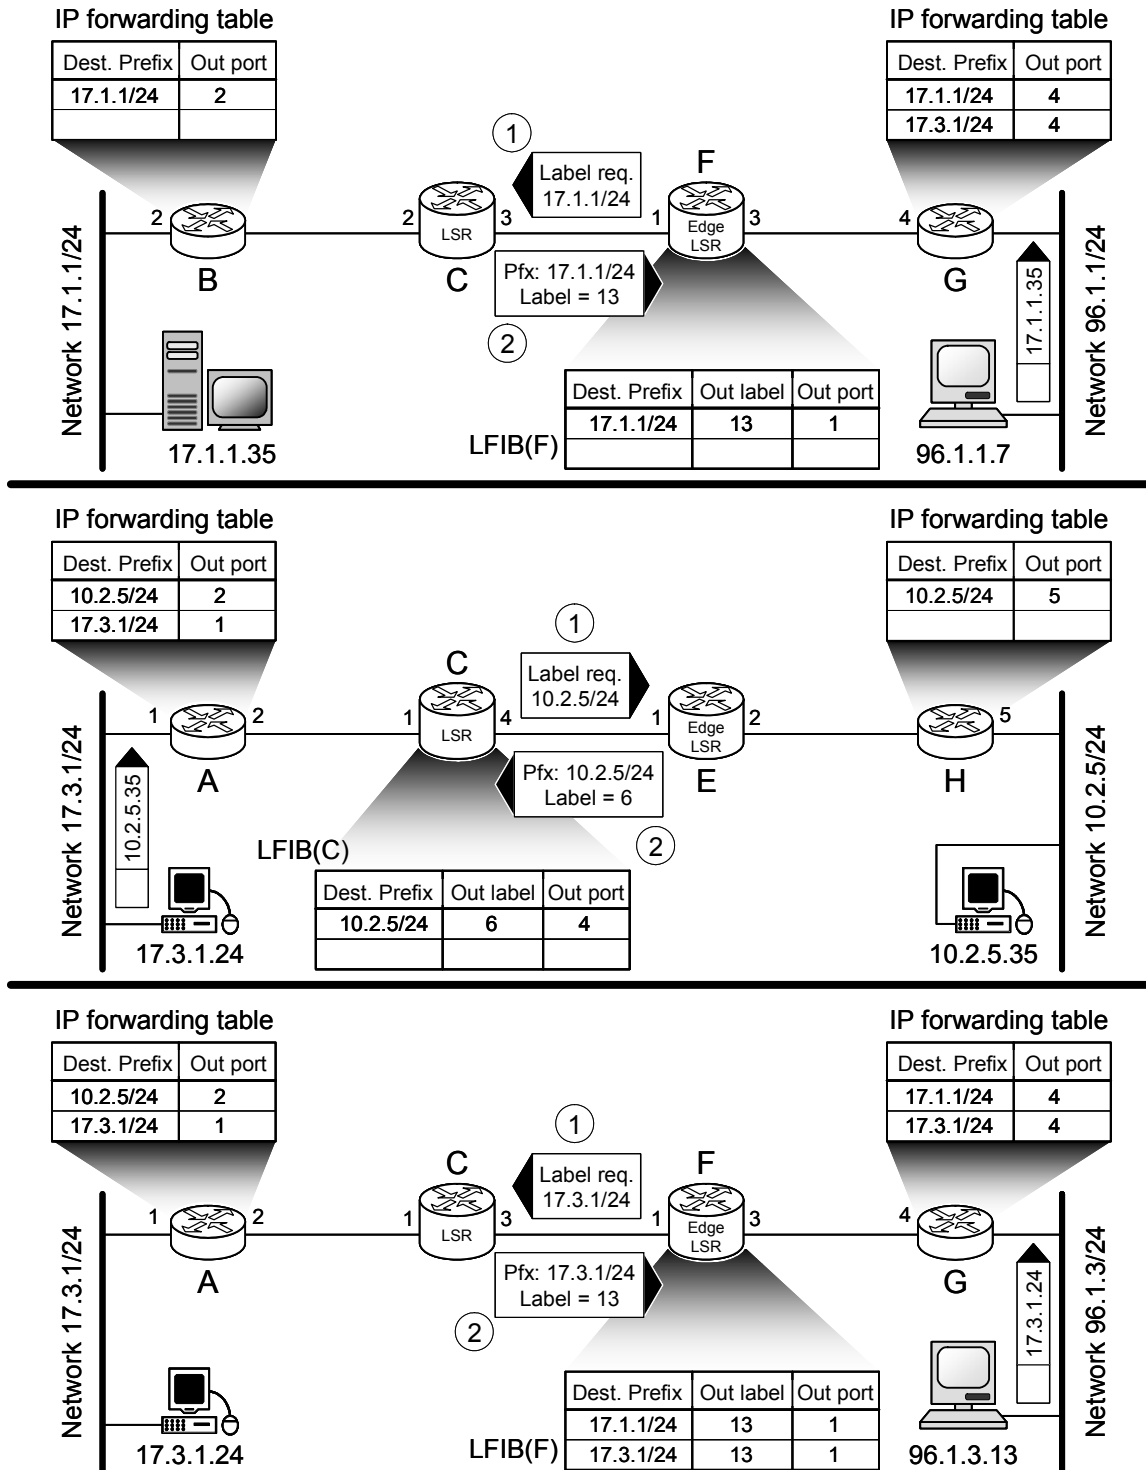 IP forwarding table
Dest. Prefix Out port
17.1.1/24 2
IP forwarding table
Dest. Prefix Out port
17.1.1/24 4
17.3.1/24 4
1
Label req.
17.1.1/24
F
2
2
LSR
3
1
Edge
LSR
3
4
B
C
G
Pfx: 17.1.1/24
Label = 13
2
Network 17.1.1/24
17.1.1.35
17.1.1.35
Network 96.1.1/24
96.1.1.7
LFIB(F)
Dest. Prefix Out label Out port
17.1.1/24 13 1
IP forwarding table
Dest. Prefix Out port
10.2.5/24 2
17.3.1/24 1
IP forwarding table
Dest. Prefix Out port
10.2.5/24 5
1
C
Label req.
10.2.5/24
1
2
1
LSR
4
1
Edge
LSR
2
5
A
E
H
Pfx: 10.2.5/24
Label = 6
2
Network 17.3.1/24
10.2.5.35
17.3.1.24
LFIB(C)
Dest. Prefix Out label Out port
10.2.5/24 6 4
10.2.5.35
Network 10.2.5/24
IP forwarding table
Dest. Prefix Out port
10.2.5/24 2
17.3.1/24 1
IP forwarding table
Dest. Prefix Out port
17.1.1/24 4
17.3.1/24 4
1
C
Label req.
17.3.1/24
F
1
2
1
LSR
3
1
Edge
LSR
3
4
A
G
Pfx: 17.3.1/24
Label = 13
2
Network 17.3.1/24
17.3.1.24
17.3.1.24
Network 96.1.3/24
96.1.3.13
LFIB(F)
Dest. Prefix Out label Out port
17.1.1/24 13 1
17.3.1/24 13 1